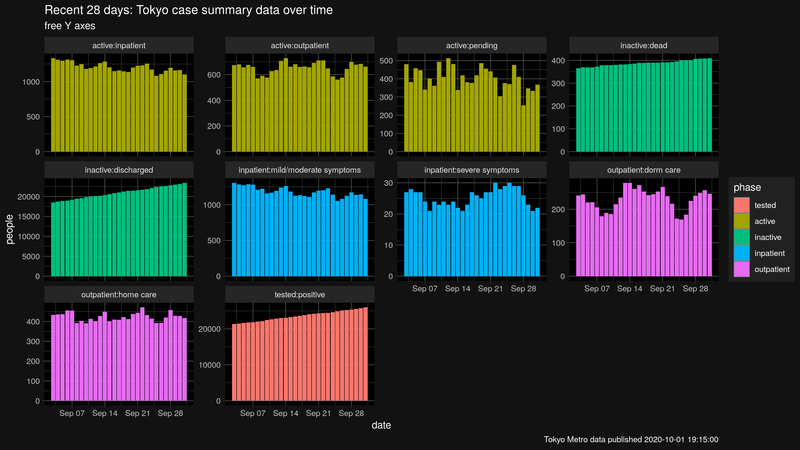 Recent 28 days: Tokyo case summary data over time
free Y axes
active:inpatient
active:outpatient
active:pending
inactive:dead
1000
500
0
600
400
200
0
500
400
300
200
100
0
400
300
200
100
0
inactive:discharged
inpatient:mild/moderate symptoms
inpatient:severe symptoms
outpatient:dorm care
20000
15000
10000
5000
0
1000
500
0
30
20
10
0
200
100
0
Sep 07 Sep 14 Sep 21 Sep 28
Sep 07 Sep 14 Sep 21 Sep 28
outpatient:home care
tested:positive
400
300
200
100
0
20000
10000
0
Sep 07 Sep 14 Sep 21 Sep 28
Sep 07 Sep 14 Sep 21 Sep 28
people
date
phase
tested
active
inactive
inpatient
outpatient
Tokyo Metro data published 2020-10-01 19:15:00